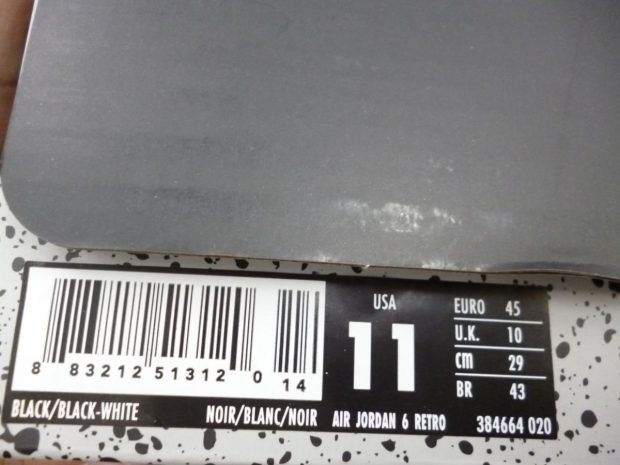 8 83212 51312 0 14
USA
11
EURO 45
U.K. 10
cm 29
BR 43
BLACK/BLACK-WHITE NOIR/BLANC/NOIR AIR JORDAN 6 RETRO 384664 020